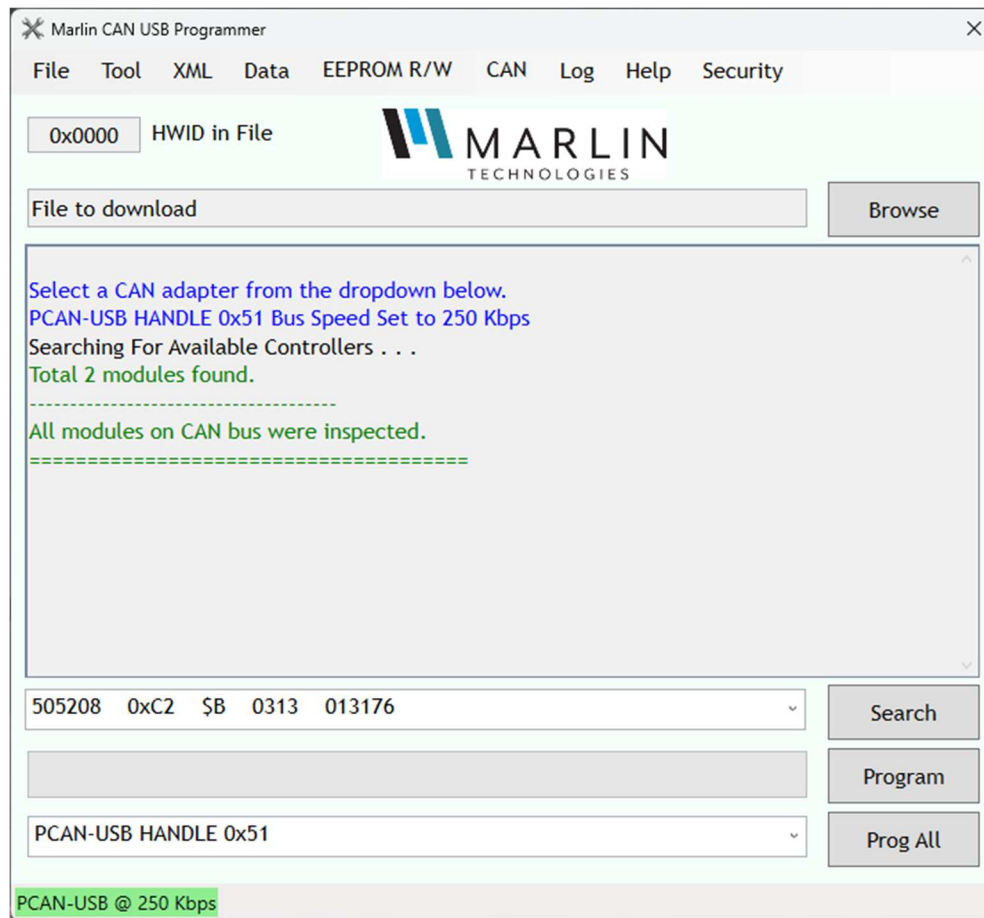 Marlin CAN USB Programmer
File Tool XML Data EEPROM R/W CAN Log Help Security
0x0000 HWID in File
MARLIN
TECHNOLOGIES
File to download
Browse
Select a CAN adapter from the dropdown below.
PCAN-USB HANDLE 0x51 Bus Speed Set to 250 Kbps
Searching For Available Controllers . . .
Total 2 modules found.
-------------------------------------
All modules on CAN bus were inspected.
======================================
505208 0xC2 $B 0313 013176
Search
Program
PCAN-USB HANDLE 0x51
Prog All
PCAN-USB @ 250 Kbps